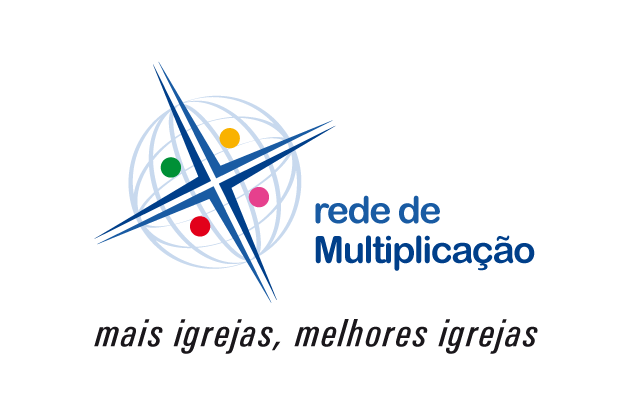 rede de
Multiplicação
mais igrejas, melhores igrejas